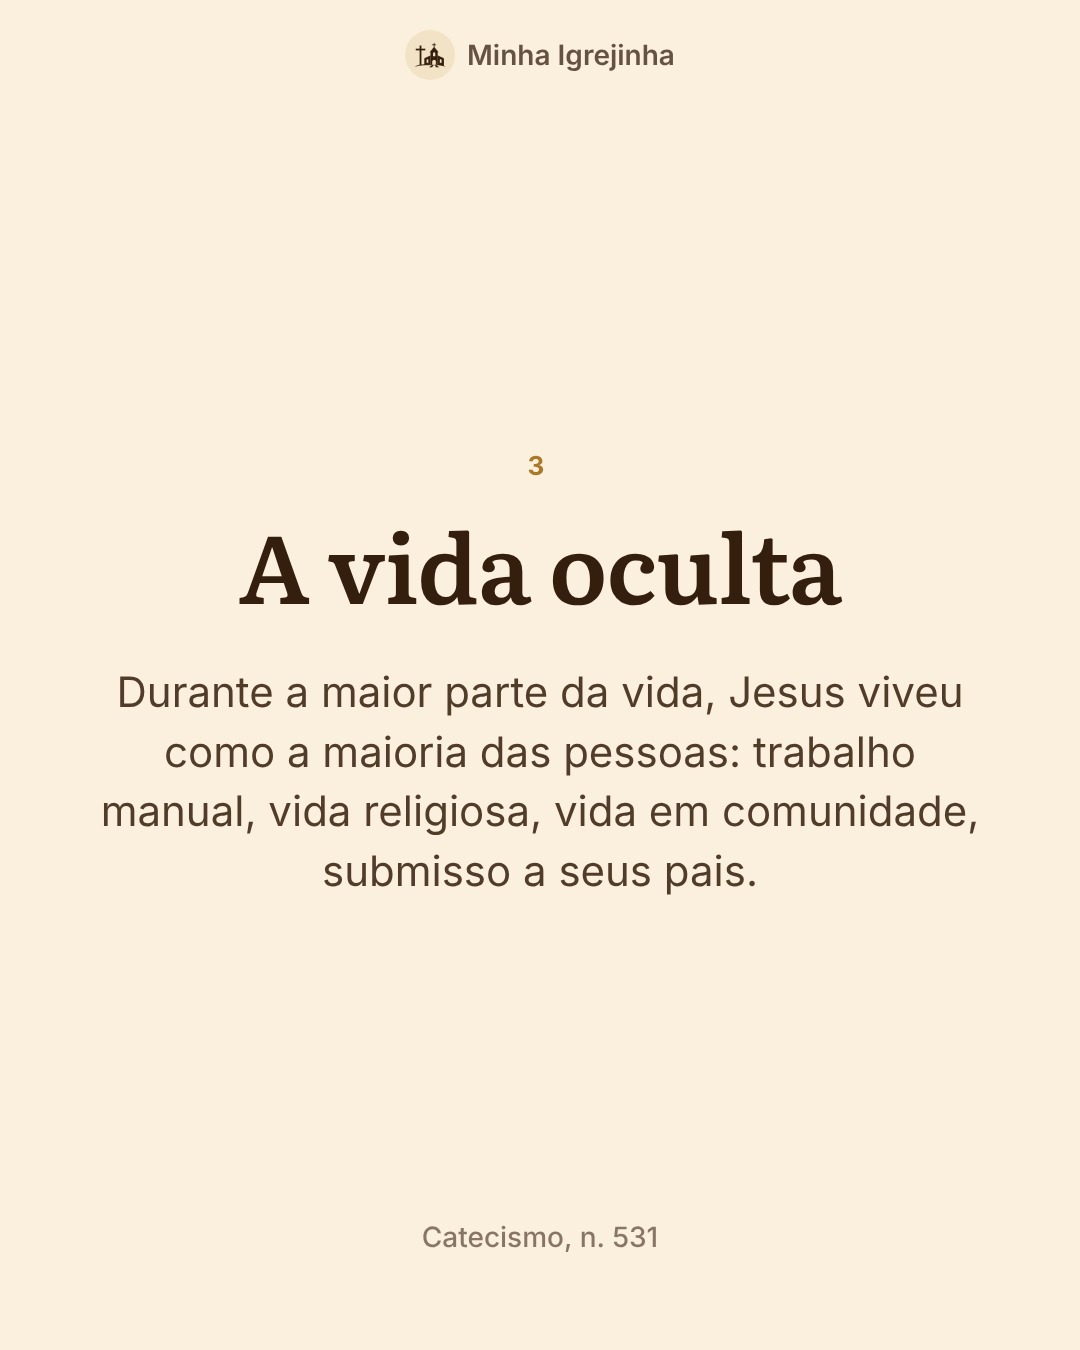 Minha Igrejinha
3
A vida oculta
Durante a maior parte da vida, Jesus viveu
como a maioria das pessoas: trabalho
manual, vida religiosa, vida em comunidade,
submisso a seus pais.
Catecismo, n. 531